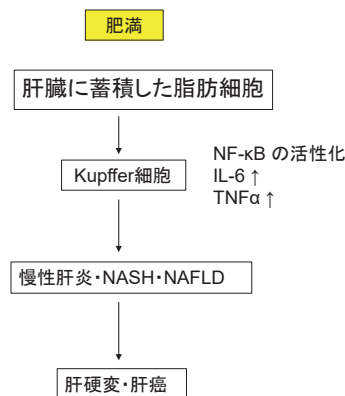 肥満
肝臓に蓄積した脂肪細胞
Kupffer細胞
NF-κB の活性化
IL-6 ↑
TNFα ↑
慢性肝炎・NASH・NAFLD
肝硬変・肝癌